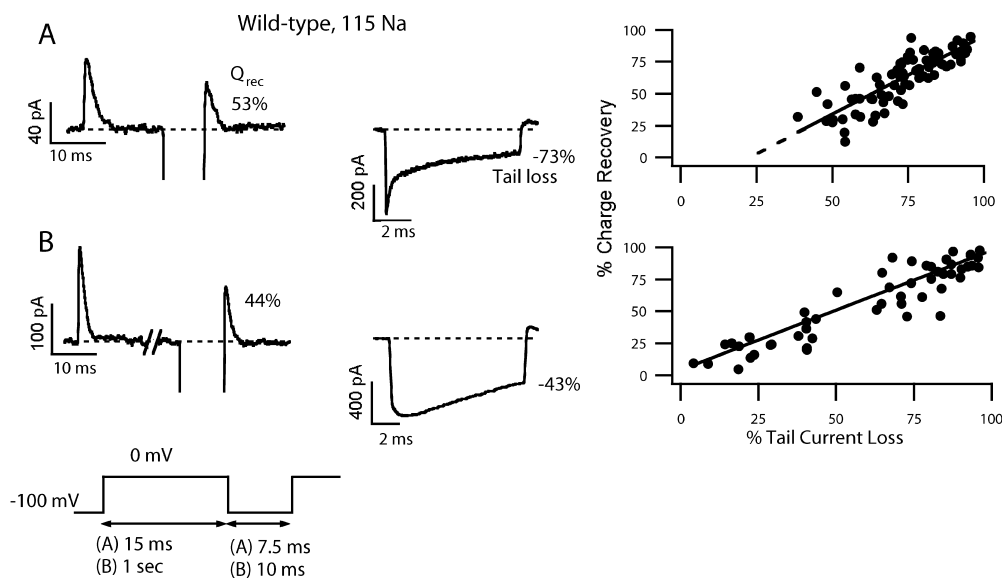 Wild-type, 115 Na
A
Qrec
53%
40 pA
10 ms
-73%
Tail loss
200 pA
2 ms
B
44%
100 pA
10 ms
-43%
400 pA
2 ms
0 mV
-100 mV
(A) 15 ms
(B) 1 sec
(A) 7.5 ms
(B) 10 ms
% Charge Recovery
100
75
50
25
0
0 25 50 75 100
100
75
50
25
0
0 25 50 75 100
% Tail Current Loss